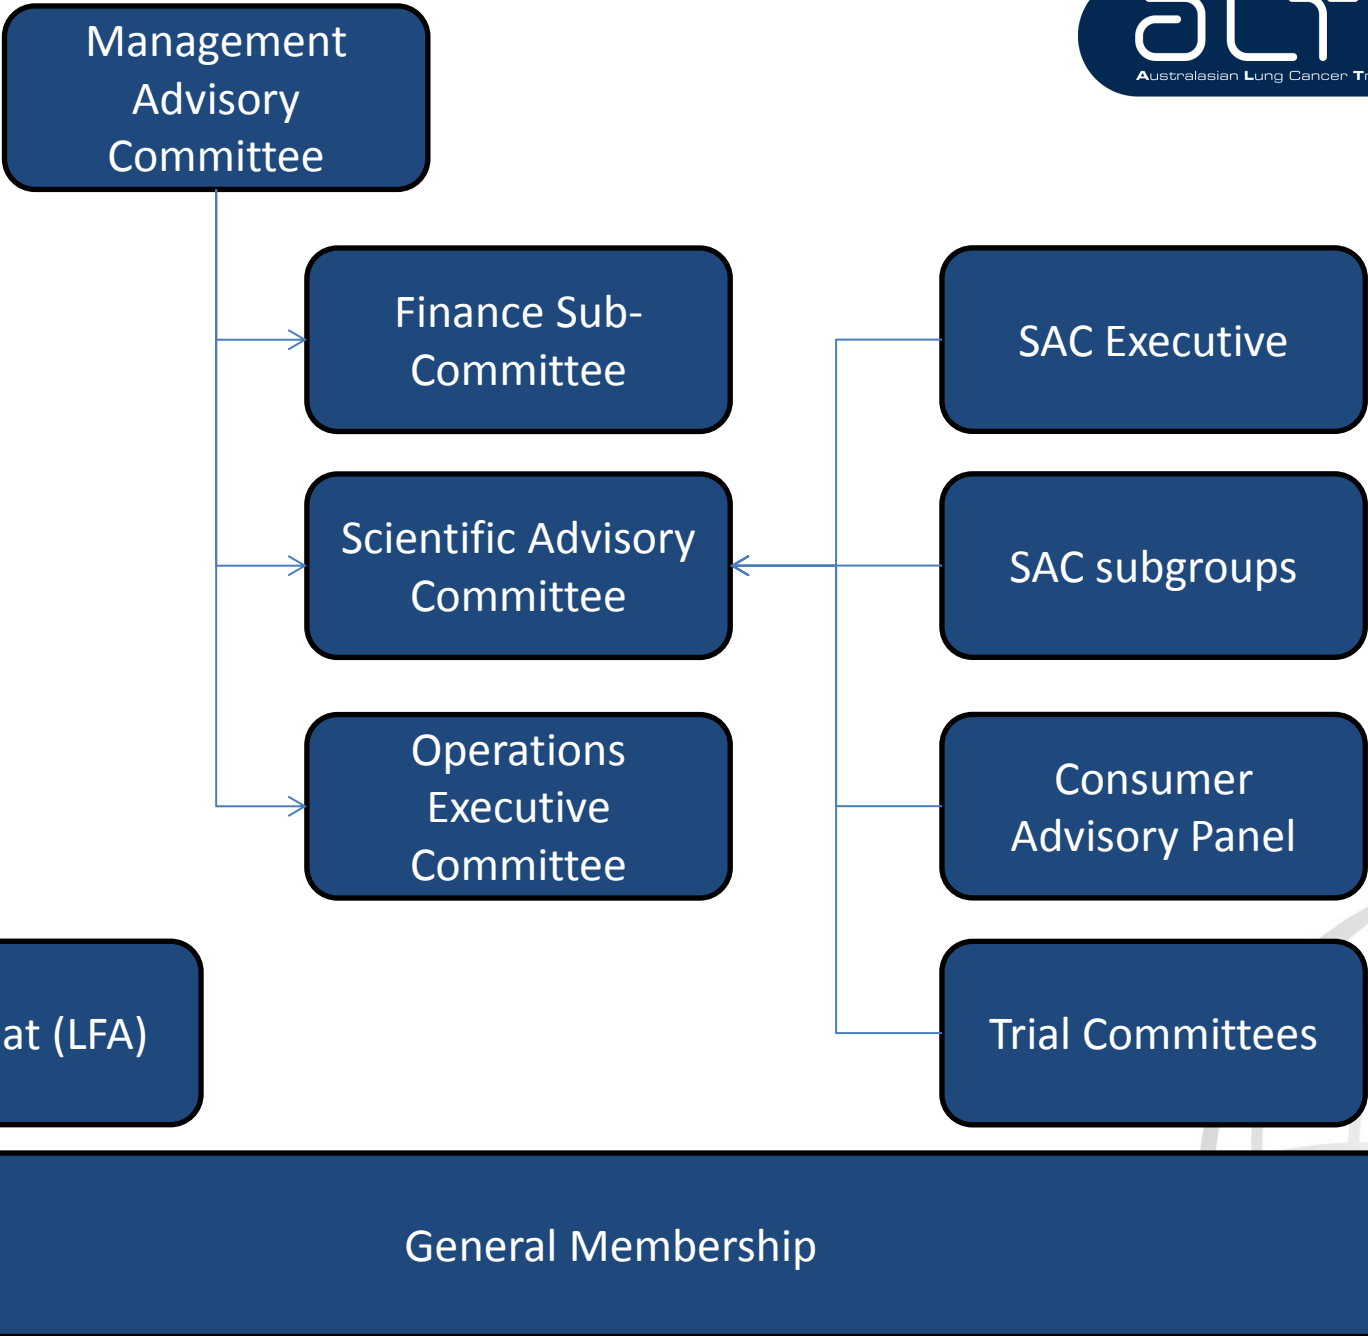 Management
Advisory
Committee
Australasian Lung Cancer
Finance Sub-
Committee
SAC Executive
Scientific Advisory
Committee
SAC subgroups
Operations
Executive
Committee
Consumer
Advisory Panel
(LFA)
Trial Committees
General Membership